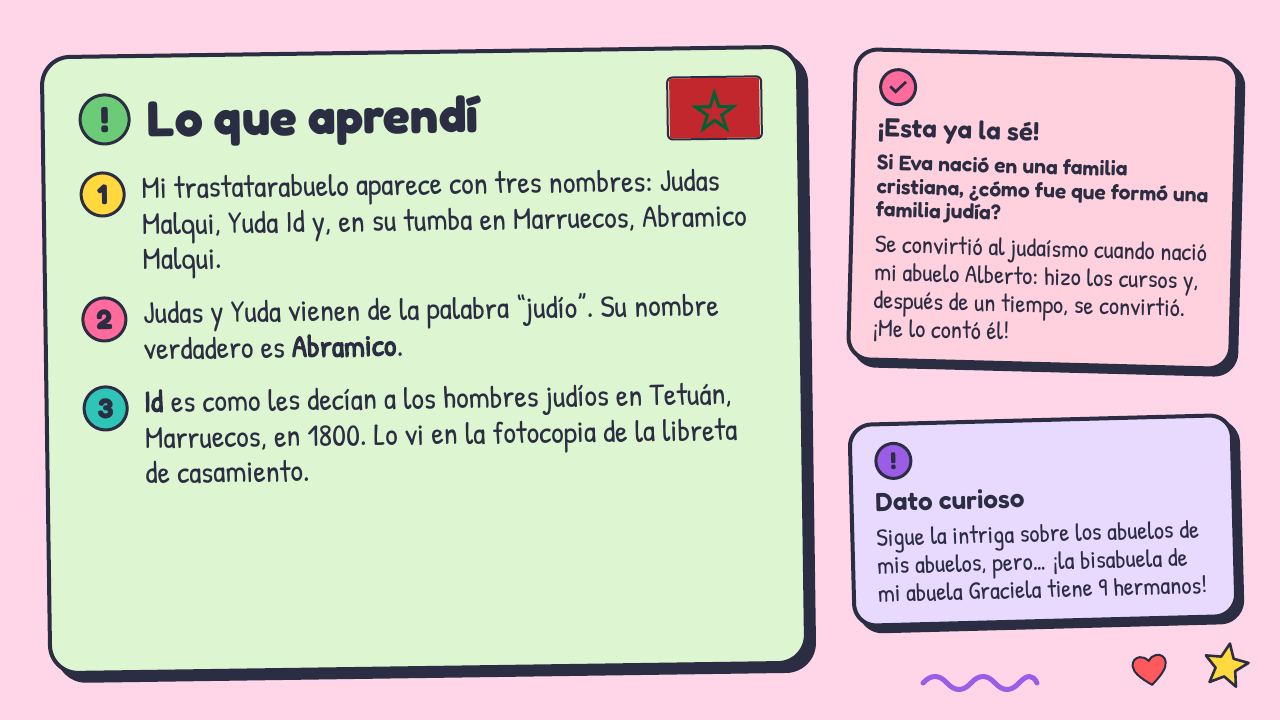 !
Lo que aprendí
1
Mi trastatarabuelo aparece con tres nombres: Judas
Malqui, Yuda Id y, en su tumba en Marruecos, Abramico
Malqui.
2
Judas y Yuda vienen de la palabra “judío”. Su nombre
verdadero es Abramico.
3
Id es como les decían a los hombres judíos en Tetuán,
Marruecos, en 1800. Lo vi en la fotocopia de la libreta
de casamiento.
¡Esta ya la sé!
Si Eva nació en una familia
cristiana, ¿cómo fue que formó una
familia judía?
Se convirtió al judaísmo cuando nació
mi abuelo Alberto: hizo los cursos y,
después de un tiempo, se convirtió.
¡Me lo contó él!
!
Dato curioso
Sigue la intriga sobre los abuelos de
mis abuelos, pero... ¡la bisabuela de
mi abuela Graciela tiene 9 hermanos!